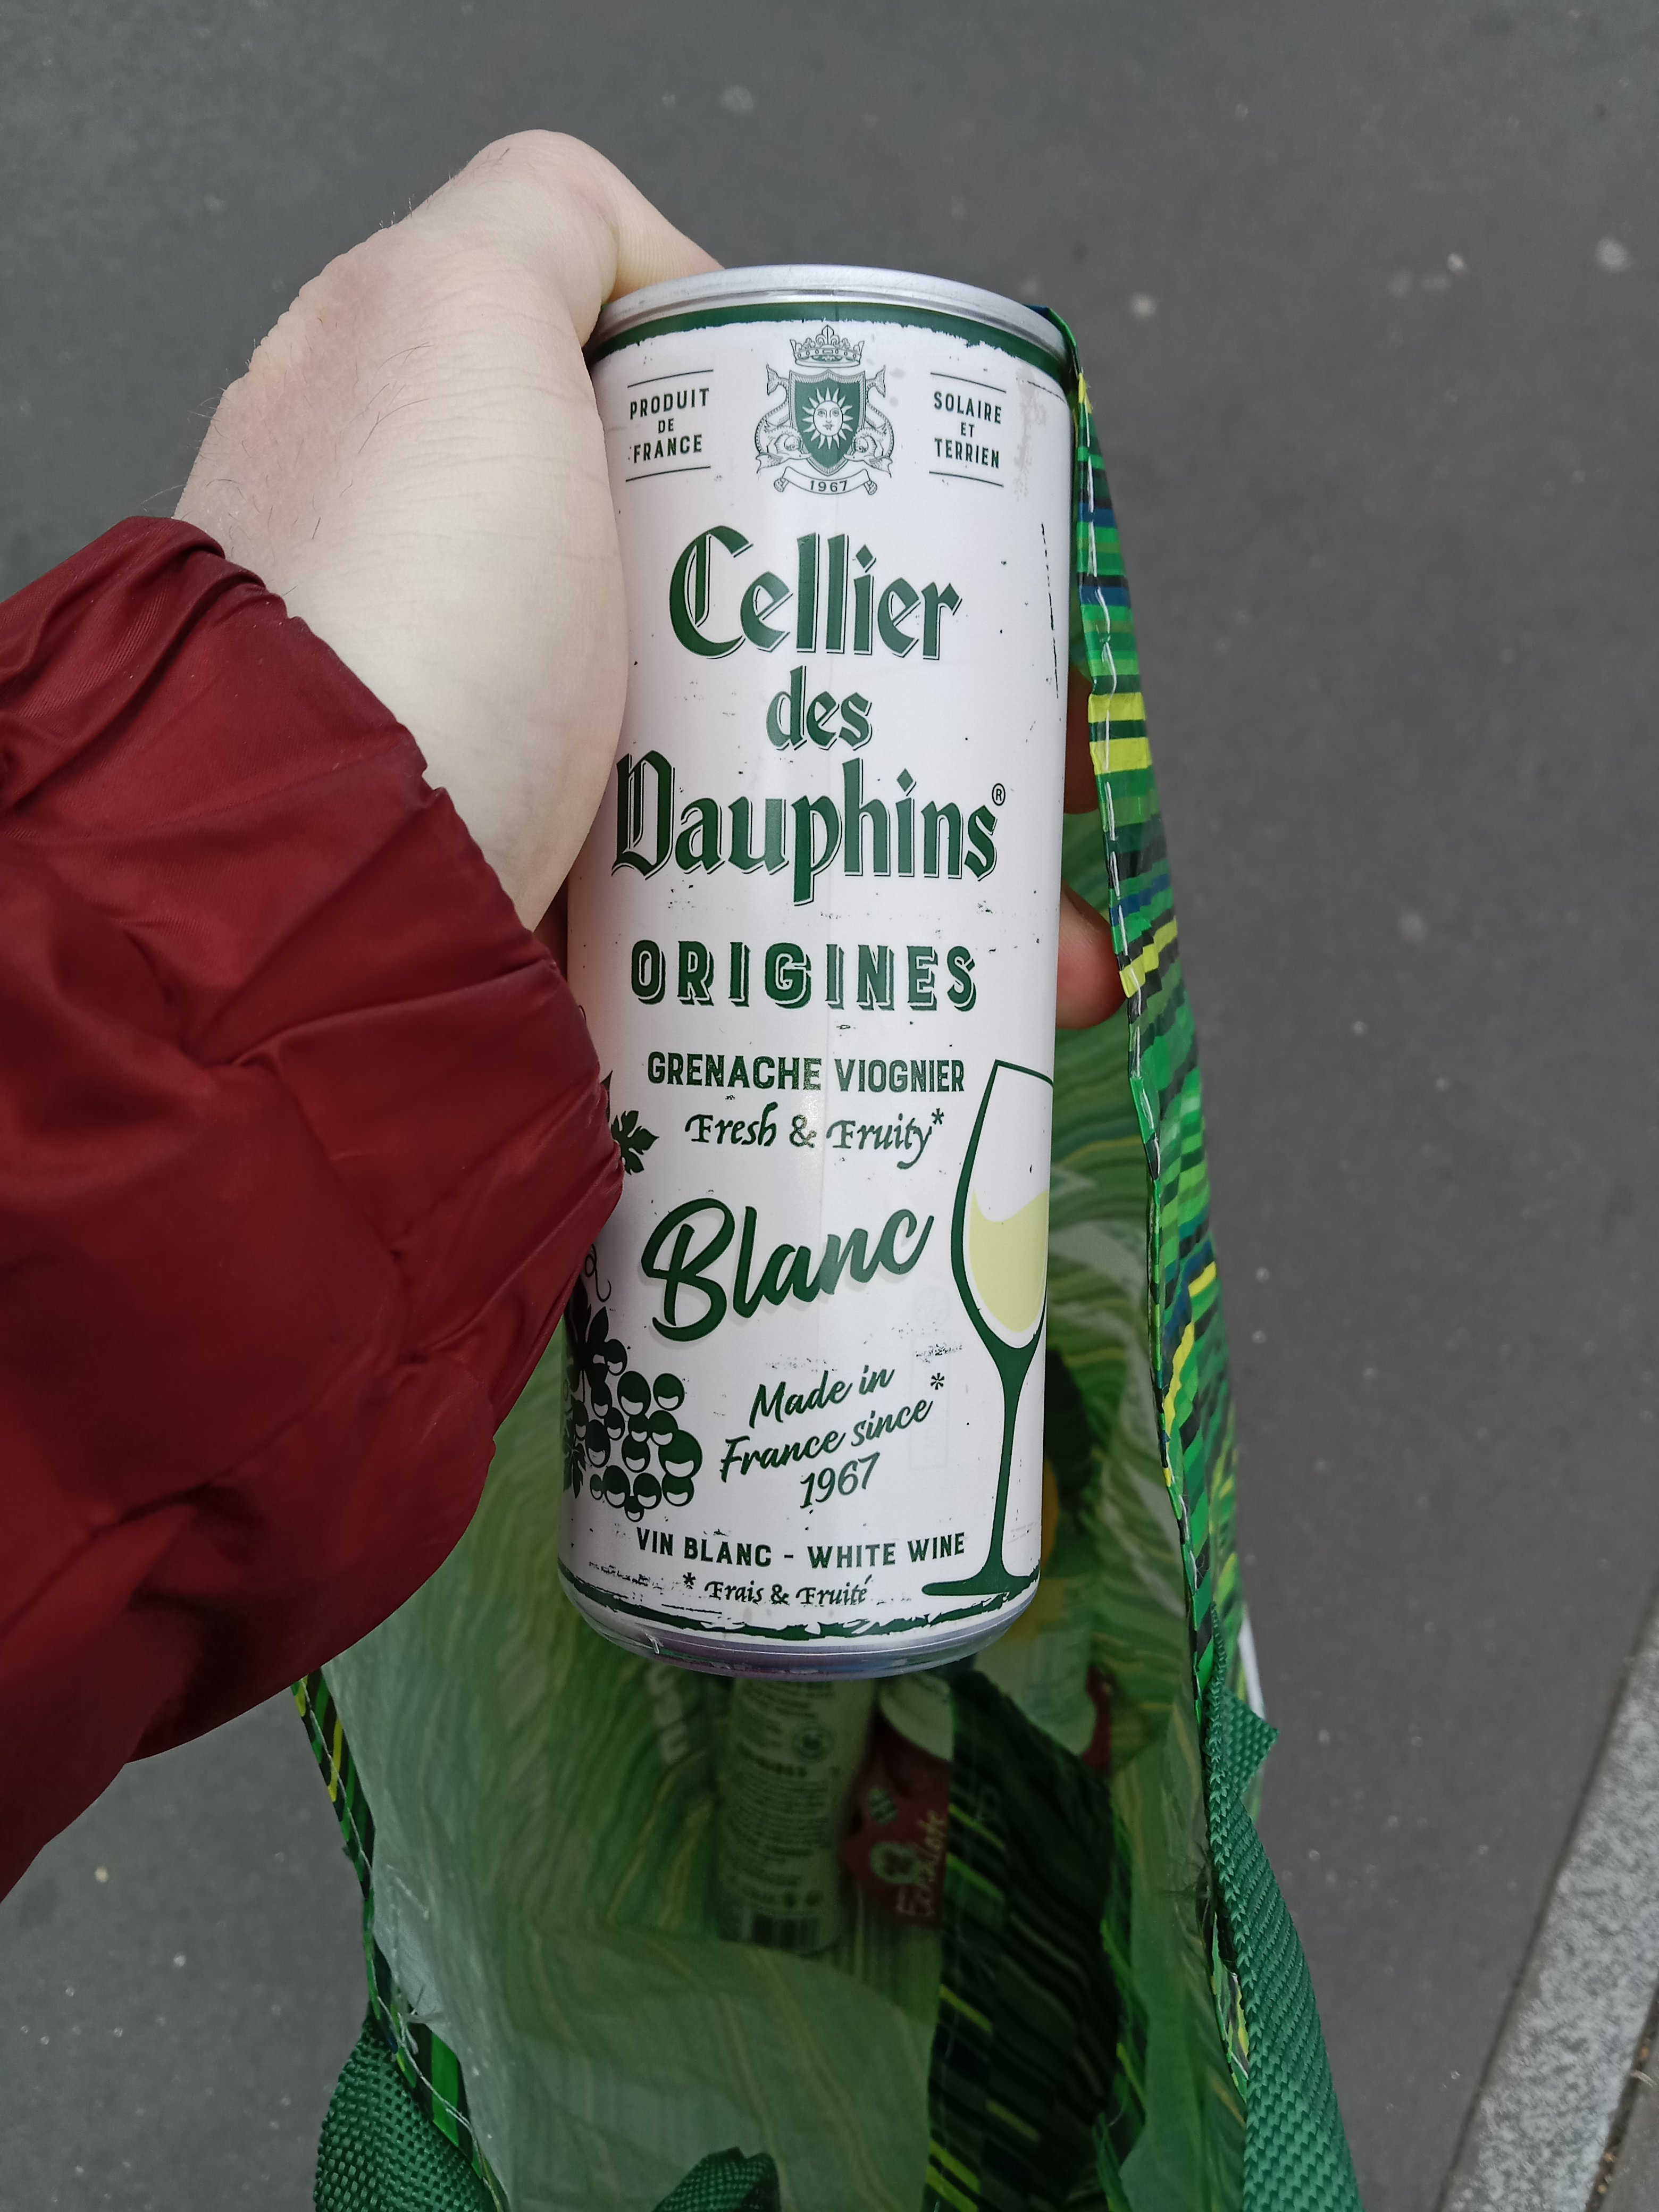 PRODUIT
DE
FRANCE
SOLAIRE
ET
TERRIEN
1967
Cellier
des
Dauphins®
ORIGINES
GRENACHE VIOGNIER
Fresh & Fruity*
Blanc
Made in
France since*
1967
VIN BLANC - WHITE WINE
* Frais & Fruité
Échalote